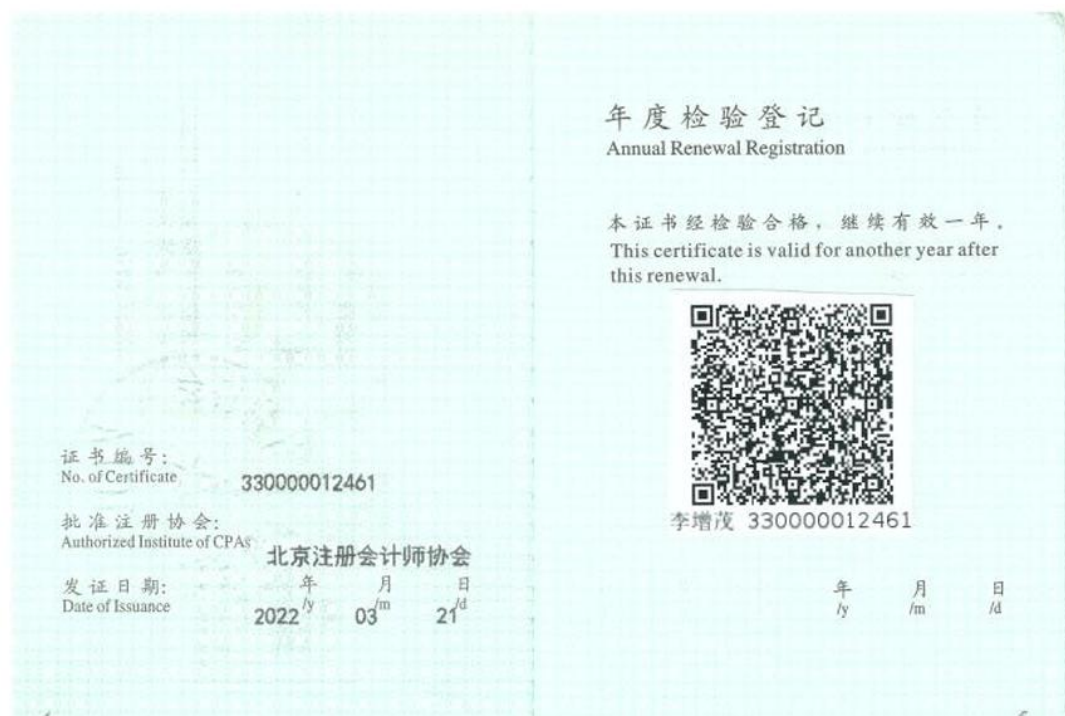 证书编号:
No. of Certificate
330000012461
批准注册协会:
Authorized Institute of CPAs
北京注册会计师协会
发证日期:
Date of Issuance
年 月 日
2022 /y 03 /m 21 /d
年度检验登记
Annual Renewal Registration
本证书经检验合格，继续有效一年。
This certificate is valid for another year after
this renewal.
李增茂 330000012461
年 月 日
/y /m /d